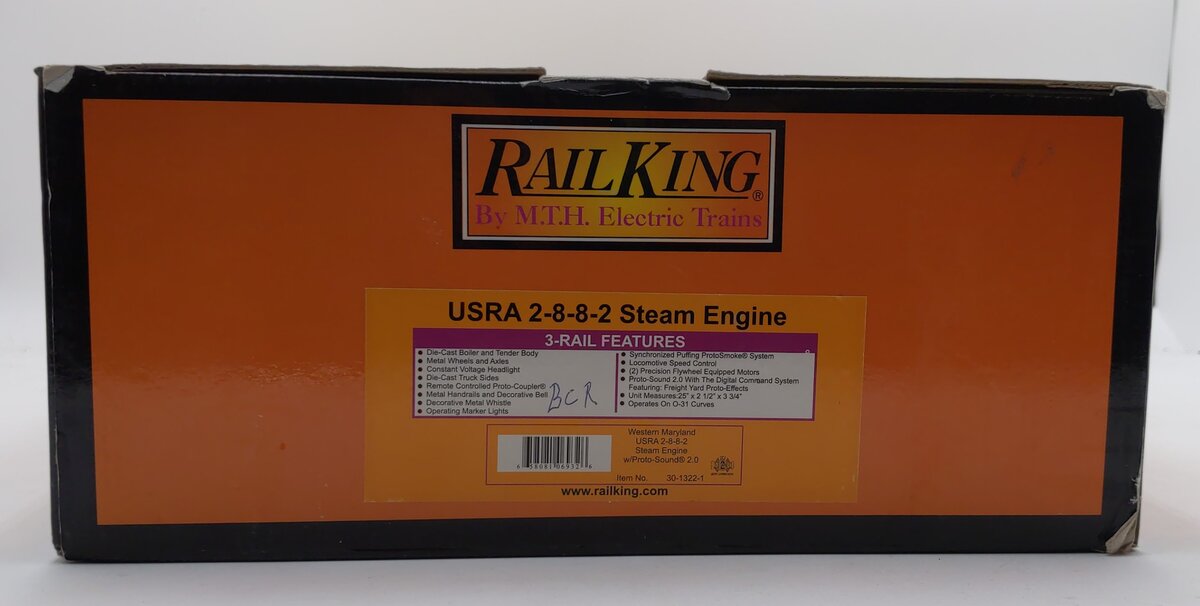 RAILKING®
By M.T.H. Electric Trains
USRA 2-8-8-2 Steam Engine
3-RAIL FEATURES
• Die-Cast Boiler and Tender Body
• Metal Wheels and Axles
• Constant Voltage Headlight
• Die-Cast Truck Sides
• Remote Controlled Proto-Coupler®
• Metal Handrails and Decorative Bell
• Decorative Metal Whistle
• Operating Marker Lights
BCR
• Synchronized Puffing ProtoSmoke® System
• Locomotive Speed Control
• (2) Precision Flywheel Equipped Motors
• Proto-Sound 2.0 With The Digital Command System
Featuring: Freight Yard Proto-Effects
• Unit Measures:25" x 2 1/2" x 3 3/4"
• Operates On O-31 Curves
6 58081 06932 6
Western Maryland
USRA 2-8-8-2
Steam Engine
w/Proto-Sound® 2.0
Item No. 30-1322-1
www.railking.com